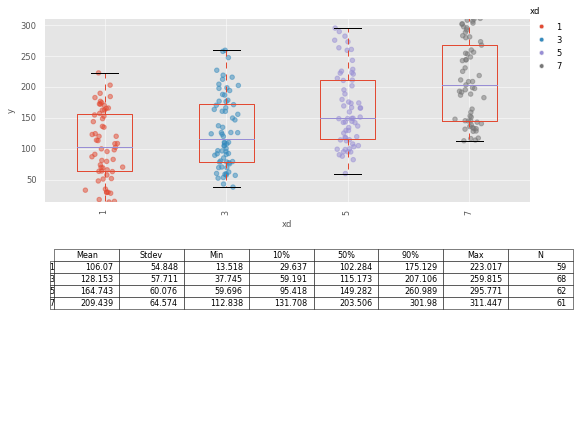 xd
1
3
5
7
300
250
200
150
100
50
y
1 3 5 7
xd
Mean Stdev Min 10% 50% 90% Max N
1 106.07 54.848 13.518 29.637 102.284 175.129 223.017 59
3 128.153 57.711 37.745 59.191 115.173 207.106 259.815 68
5 164.743 60.076 59.696 95.418 149.282 260.989 295.771 62
7 209.439 64.574 112.838 131.708 203.506 301.98 311.447 61